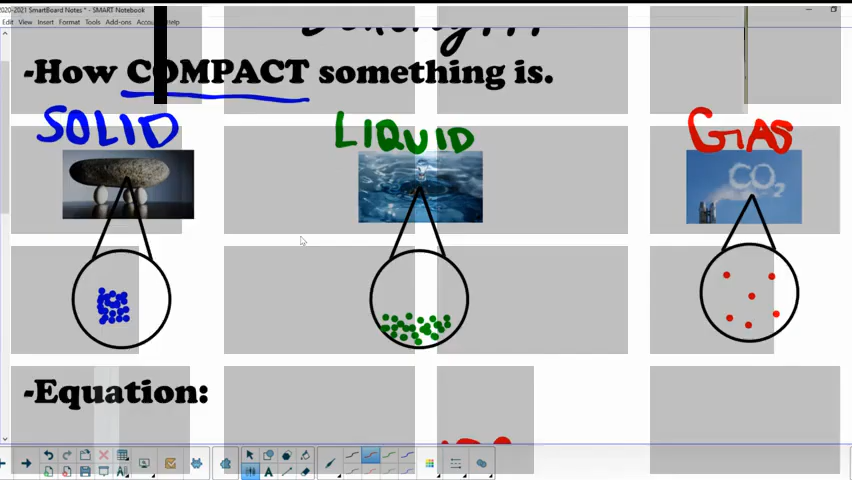 2020-2021 SmartBoard Notes * - SMART Notebook
Edit View Insert Format Tools Add-ons Account Help
-How COMPACT something is.
SOLID LIQUID GAS
CO2
-Equation: